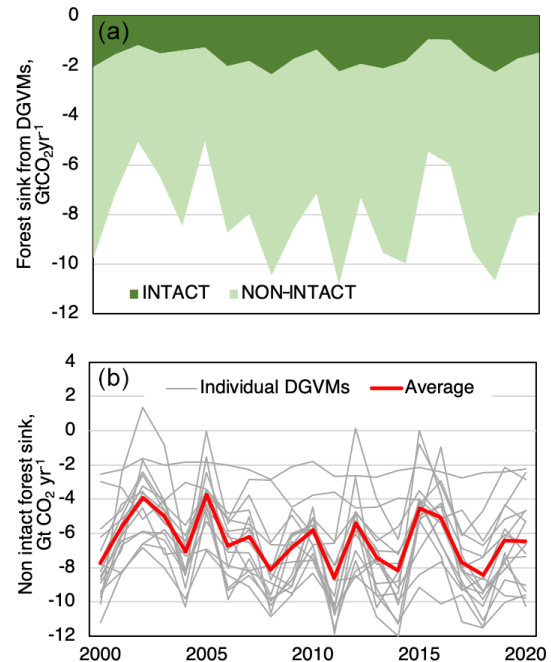 (a)
0
-2
-4
-6
-8
-10
-12
Forest sink from DGVMs,
GtCO2yr-1
INTACT NON-INTACT
(b)
4
2
0
-2
-4
-6
-8
-10
-12
Non intact forest sink,
Gt CO2 yr-1
Individual DGVMs Average
2000 2005 2010 2015 2020